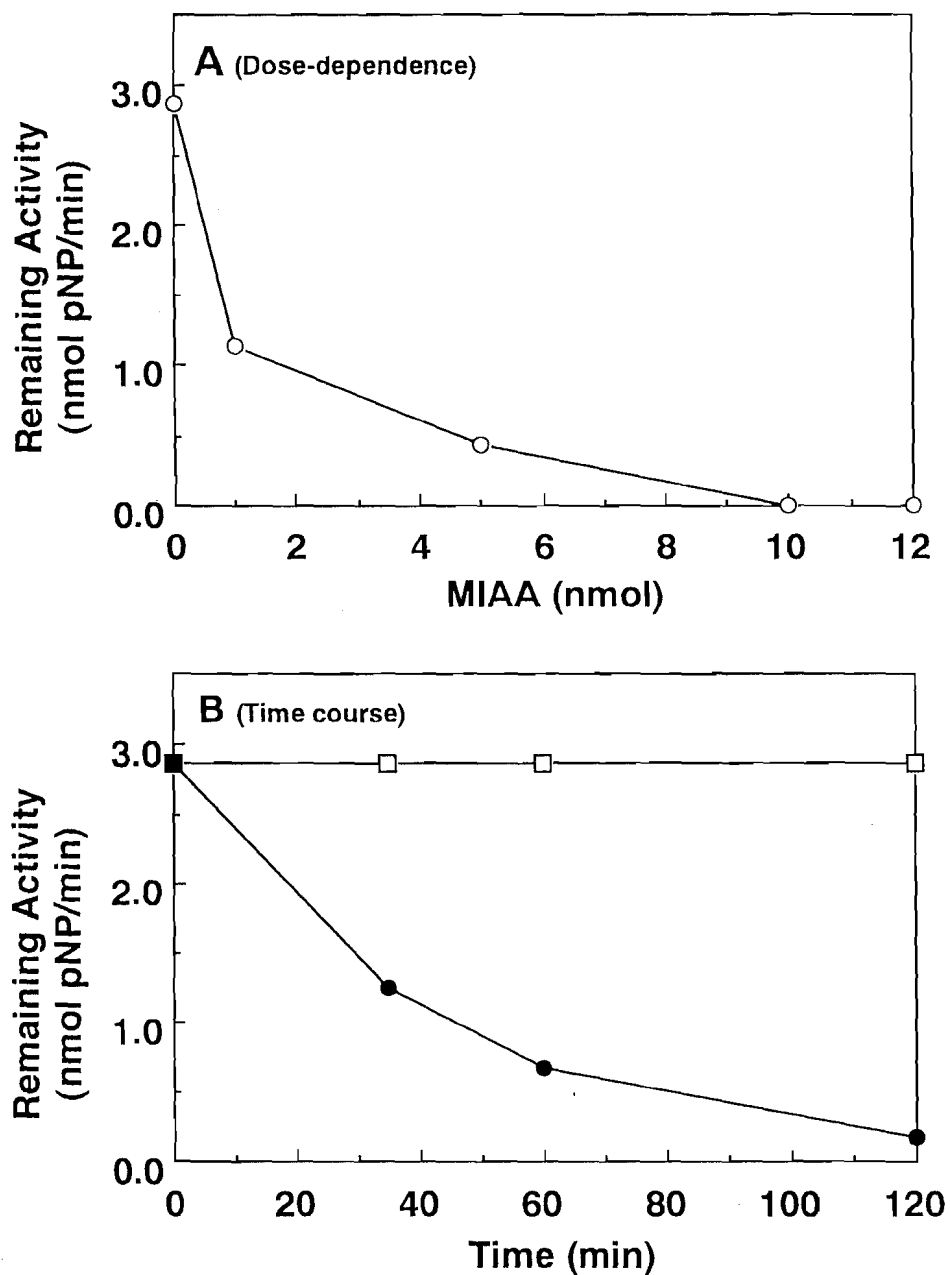 A (Dose-dependence)
Remaining Activity
(nmol pNP/min)
3.0
2.0
1.0
0.0
0 2 4 6 8 10 12
MIAA (nmol)
B (Time course)
Remaining Activity
(nmol pNP/min)
3.0
2.0
1.0
0.0
0 20 40 60 80 100 120
Time (min)